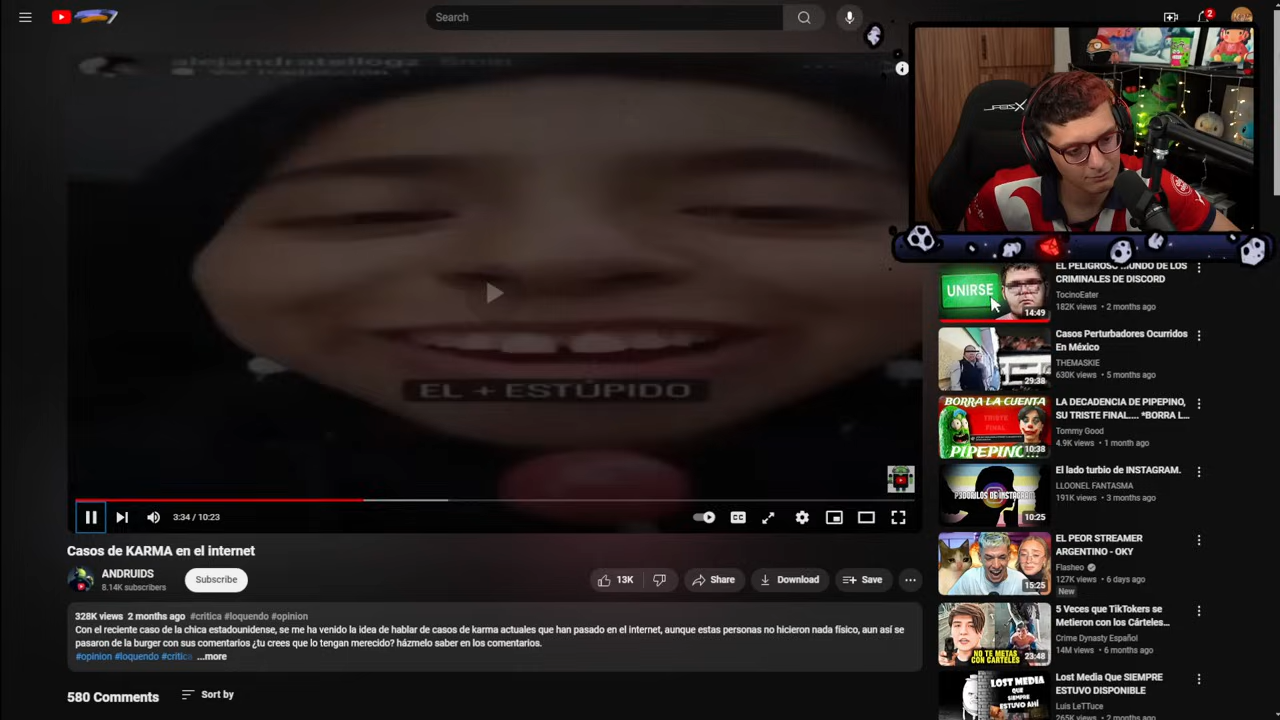 Search
2
alejandratellogz
EL + ESTÚPIDO
3:34 / 10:23
CC
Casos de KARMA en el internet
ANDRUIDS
8.14K subscribers
Subscribe
13K
Share
Download
Save
328K views 2 months ago #critica #loquendo #opinion
Con el reciente caso de la chica estadounidense, se me ha venido la idea de hablar de casos de karma actuales que han pasado en el internet, aunque estas personas no hicieron nada físico, aun así se
pasaron de la burger con sus comentarios ¿tu crees que lo tengan merecido? házmelo saber en los comentarios.
#opinion #loquendo #critica ...more
580 Comments
Sort by
UNIRSE
14:49
EL PELIGROSO MUNDO DE LOS
CRIMINALES DE DISCORD
TocinoEater
182K views • 2 months ago
29:38
Casos Perturbadores Ocurridos
En México
THEMASKIE
630K views • 5 months ago
BORRA LA CUENTA
TRISTE
FINAL...
PIPEPINO...
10:38
LA DECADENCIA DE PIPEPINO,
SU TRISTE FINAL.... *BORRA L...
Tommy Good
4.9K views • 1 month ago
10:25
El lado turbio de INSTAGRAM.
LLOONEL FANTASMA
191K views • 3 months ago
15:25
EL PEOR STREAMER
ARGENTINO - OKY
Flasheo
127K views • 6 days ago
New
NO TE METAS
CON CARTELES
23:48
5 Veces que TikTokers se
Metieron con los Cárteles...
Crime Dynasty Español
14M views • 6 months ago
LOST MEDIA
QUE
SIEMPRE
ESTUVO AHÍ
Lost Media Que SIEMPRE
ESTUVO DISPONIBLE
Luis LeTTuce